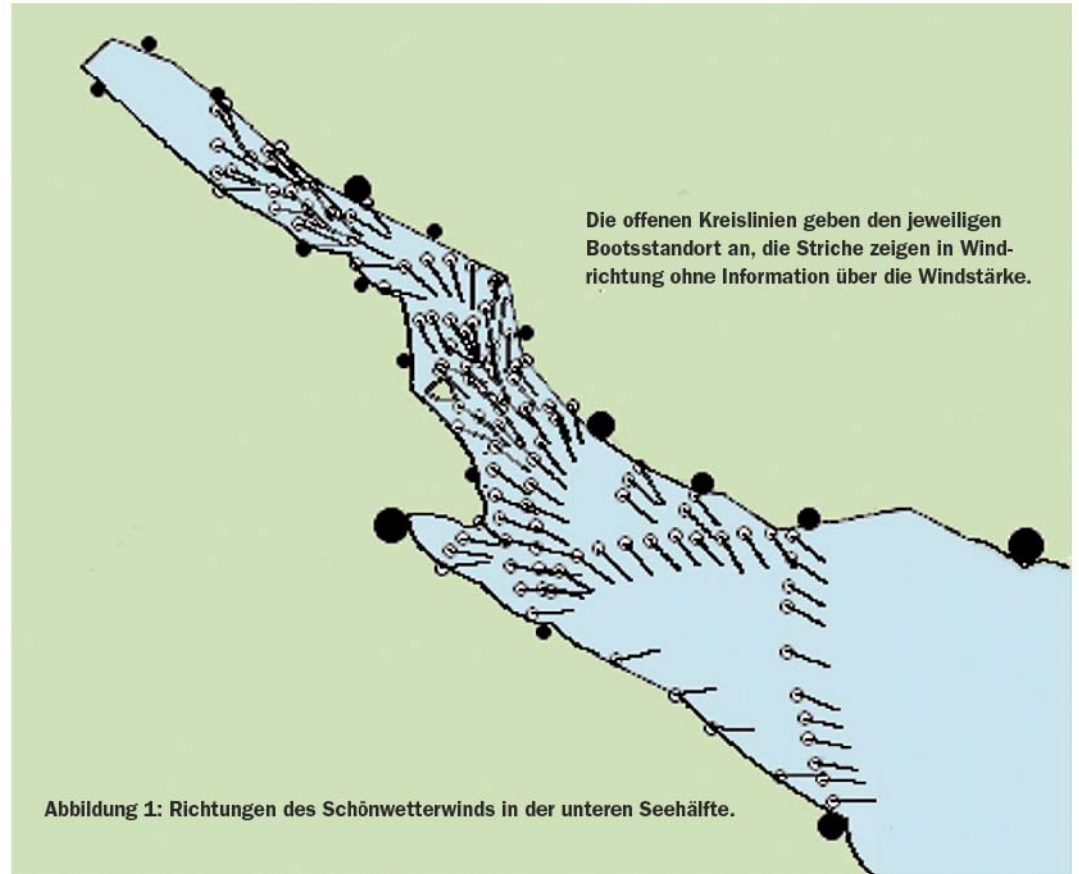 Die offenen Kreislinien geben den jeweiligen
Bootsstandort an, die Striche zeigen in Wind-
richtung ohne Information über die Windstärke.
Abbildung 1: Richtungen des Schönwetterwinds in der unteren Seehälfte.